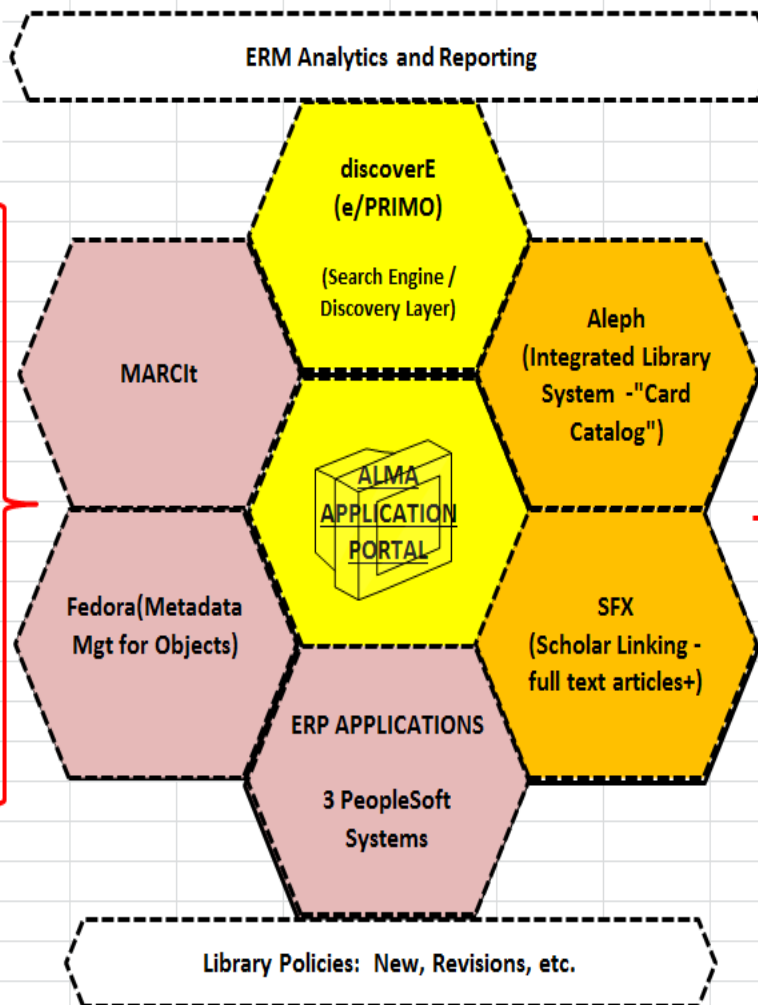 ERM Analytics and Reporting
discoverE
(e/PRIMO)
(Search Engine /
Discovery Layer)
MARCIt
Aleph
(Integrated Library
System -"Card
Catalog")
ALMA
APPLICATION
PORTAL
Fedora(Metadata
Mgt for Objects)
SFX
(Scholar Linking -
full text articles+)
ERP APPLICATIONS
3 PeopleSoft
Systems
Library Policies: New, Revisions, etc.